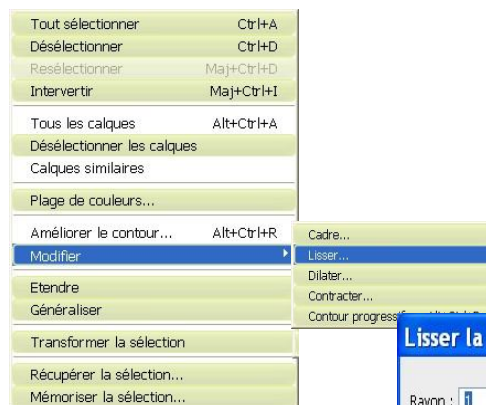 Tout sélectionner Ctrl+A
Désélectionner Ctrl+D
Resélectionner Maj+Ctrl+D
Intervertir Maj+Ctrl+I
Tous les calques Alt+Ctrl+A
Désélectionner les calques
Calques similaires
Plage de couleurs...
Améliorer le contour... Alt+Ctrl+R
Modifier
Cadre...
Lisser...
Dilater...
Contracter...
Contour progress
Etendre
Généraliser
Transformer la sélection
Récupérer la sélection...
Mémoriser la sélection...
Lisser la
Rayon : 1